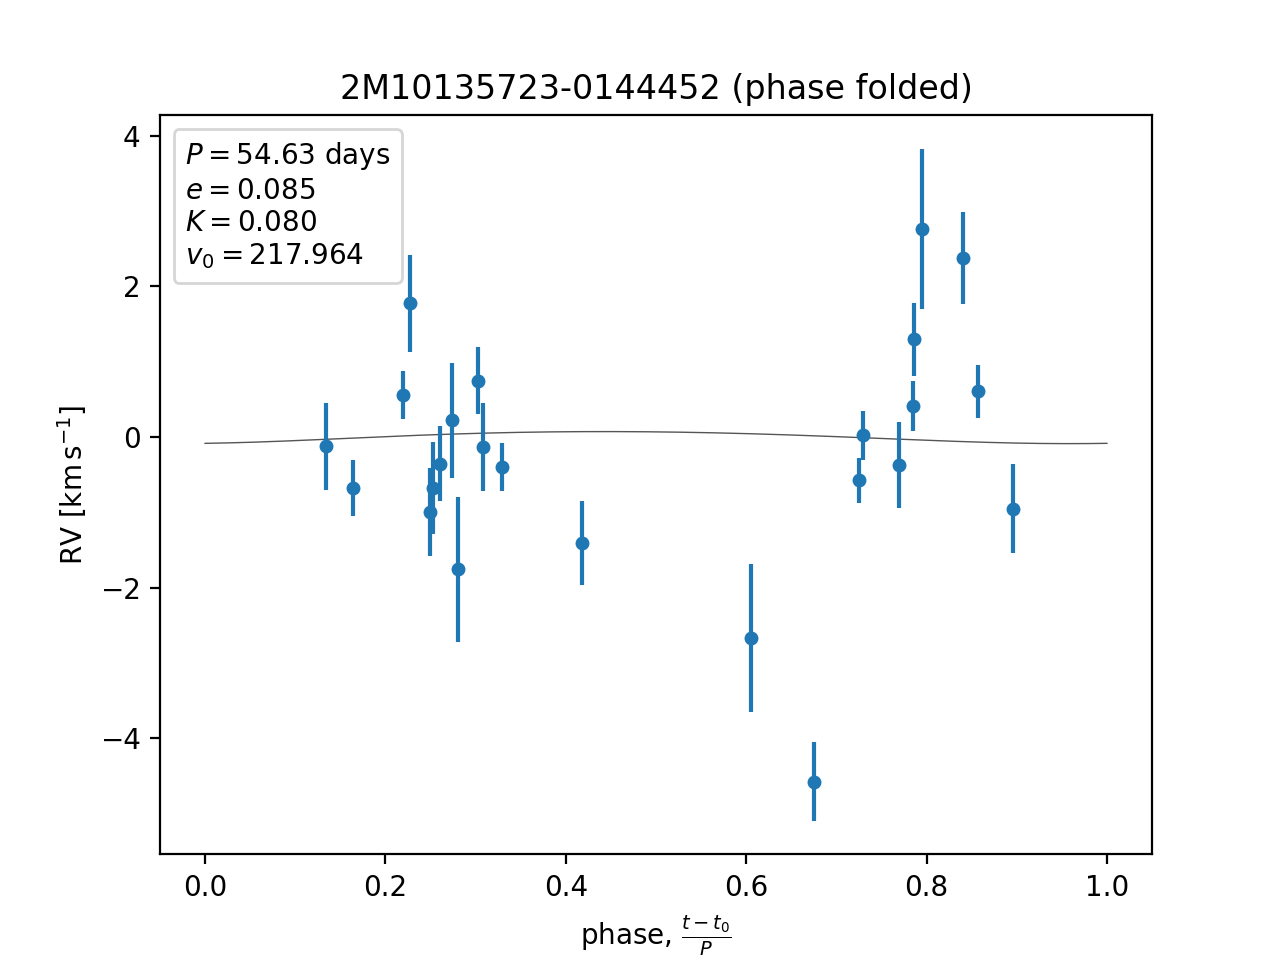 2M10135723-0144452 (phase folded)
P = 54.63 days
e = 0.085
K = 0.080
v₀ = 217.964
4
2
0
−2
−4
RV [km s⁻¹]
0.0 0.2 0.4 0.6 0.8 1.0
phase, (t − t₀)/P